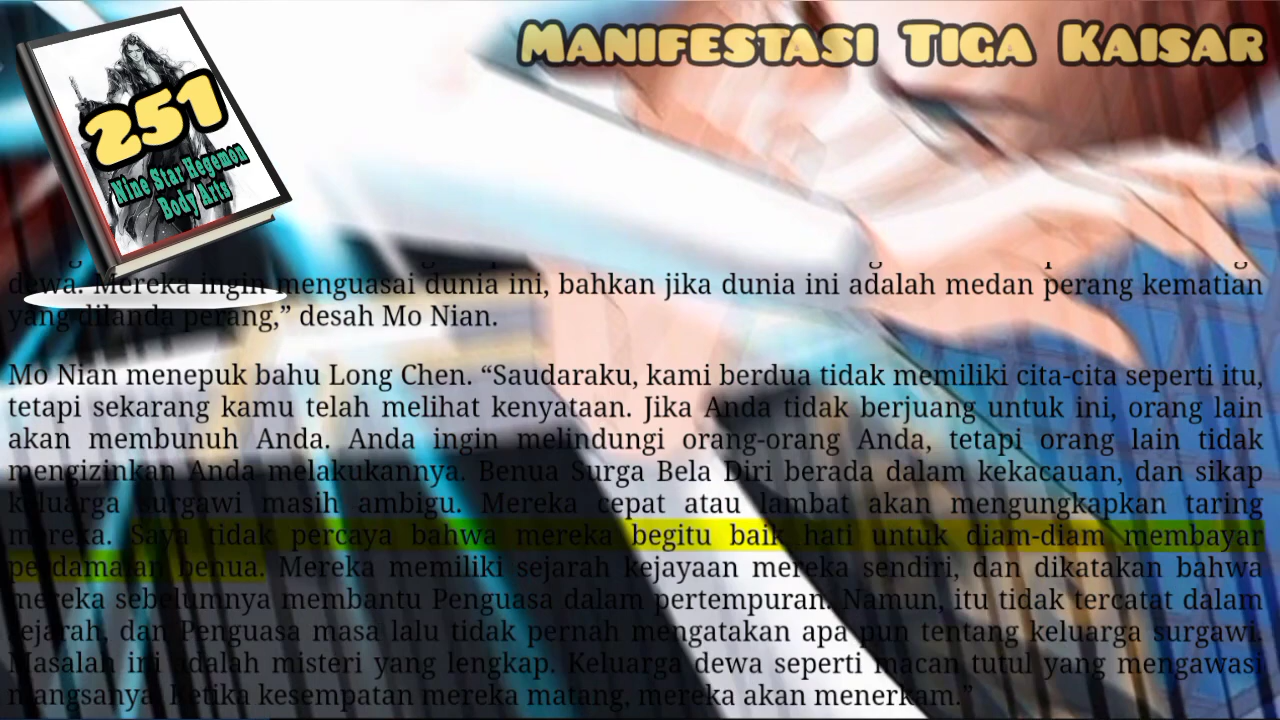 Manifestasi Tiga Kaisar
251
Nine Star Hegemon
Body Arts
dewa. Mereka ingin menguasai dunia ini, bahkan jika dunia ini adalah medan perang kematian
yang dilanda perang,” desah Mo Nian.
Mo Nian menepuk bahu Long Chen. “Saudaraku, kami berdua tidak memiliki cita-cita seperti itu,
tetapi sekarang kamu telah melihat kenyataan. Jika Anda tidak berjuang untuk ini, orang lain
akan membunuh Anda. Anda ingin melindungi orang-orang Anda, tetapi orang lain tidak
mengizinkan Anda melakukannya. Benua Surga Bela Diri berada dalam kekacauan, dan sikap
keluarga surgawi masih ambigu. Mereka cepat atau lambat akan mengungkapkan taring
mereka. Saya tidak percaya bahwa mereka begitu baik hati untuk diam-diam membayar
perdamaian benua. Mereka memiliki sejarah kejayaan mereka sendiri, dan dikatakan bahwa
mereka sebelumnya membantu Penguasa dalam pertempuran. Namun, itu tidak tercatat dalam
sejarah, dan Penguasa masa lalu tidak pernah mengatakan apa pun tentang keluarga surgawi.
Masalah ini adalah misteri yang lengkap. Keluarga dewa seperti macan tutul yang mengawasi
mangsanya. Ketika kesempatan mereka matang, mereka akan menerkam.”